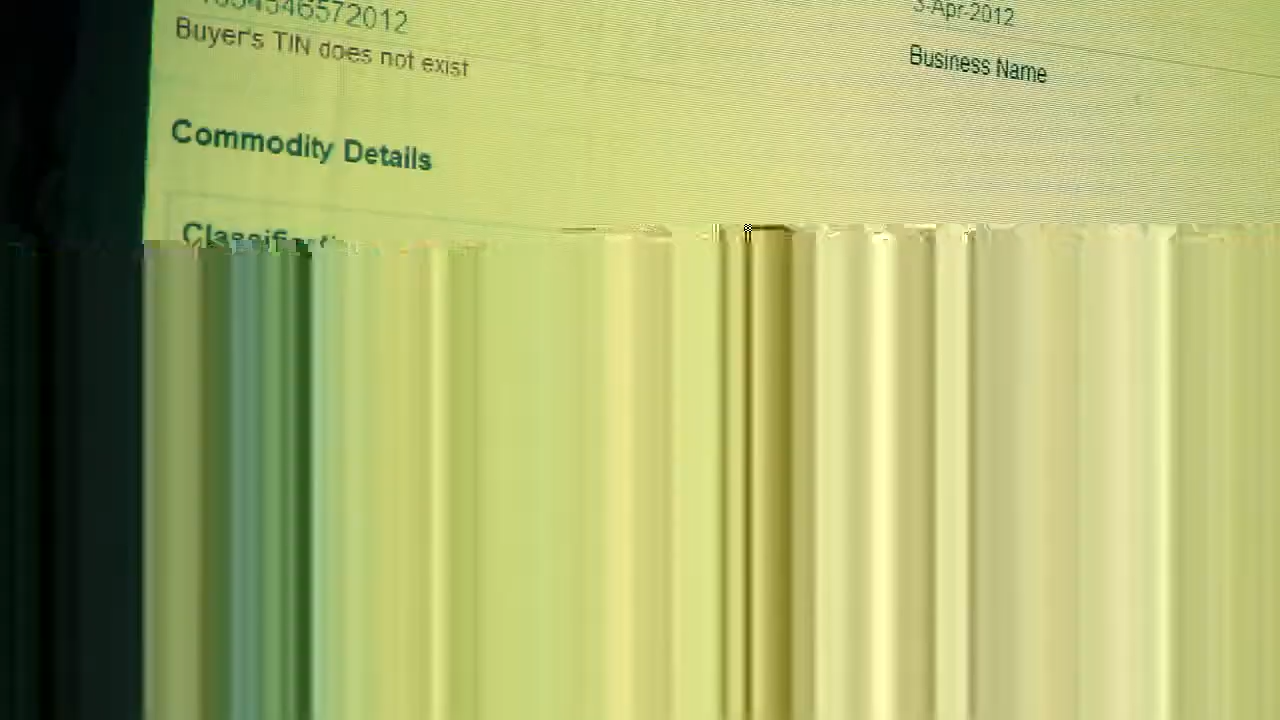 3-Apr-2012
Buyer's TIN does not exist
Business Name
Commodity Details